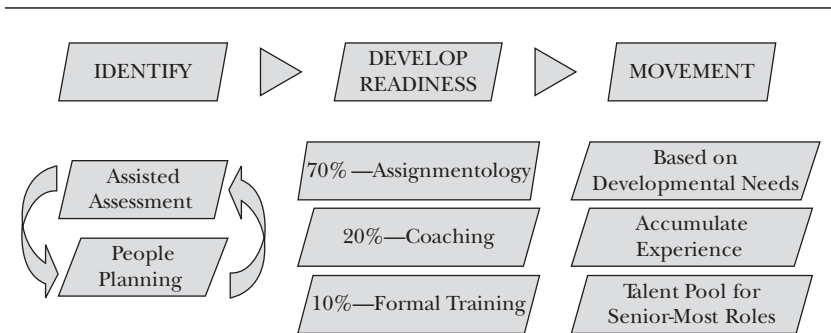 IDENTIFY
DEVELOP
READINESS
MOVEMENT
Assisted
Assessment
People
Planning
70%—Assignmentology
20%—Coaching
10%—Formal Training
Based on
Developmental Needs
Accumulate
Experience
Talent Pool for
Senior-Most Roles